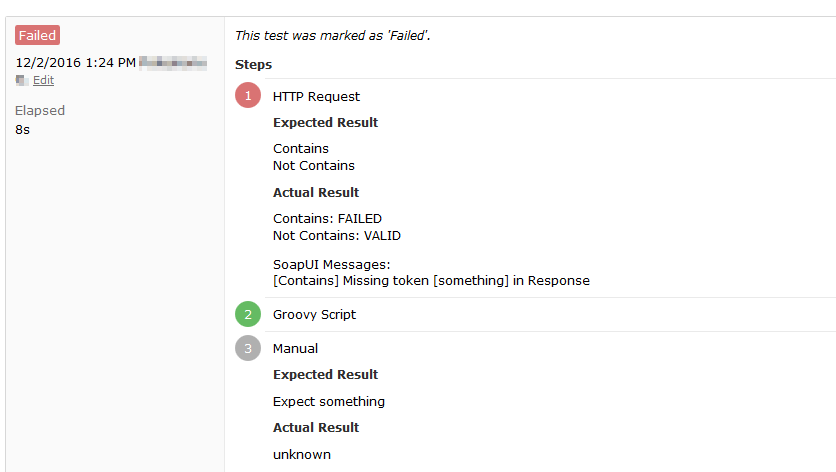 Failed
12/2/2016 1:24 PM
Edit
Elapsed
8s
This test was marked as 'Failed'.
Steps
1 HTTP Request
Expected Result
Contains
Not Contains
Actual Result
Contains: FAILED
Not Contains: VALID
SoapUI Messages:
[Contains] Missing token [something] in Response
2 Groovy Script
3 Manual
Expected Result
Expect something
Actual Result
unknown